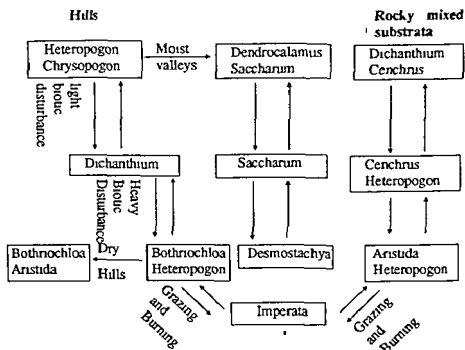 Hills
Rocky mixed
substrata
Heteropogon
Chrysopogon
Moist
valleys
Dendrocalamus
Saccharum
Dichanthium
Cenchrus
light
biotic
disturbance
Dichanthium
Saccharum
Cenchrus
Heteropogon
Heavy
Biotic
Disturbance
Bothriochloa
Aristida
Dry
Hills
Bothriochloa
Heteropogon
Desmostachya
Aristida
Heteropogon
Grazing
and
Burning
Imperata
Grazing
and
Burning